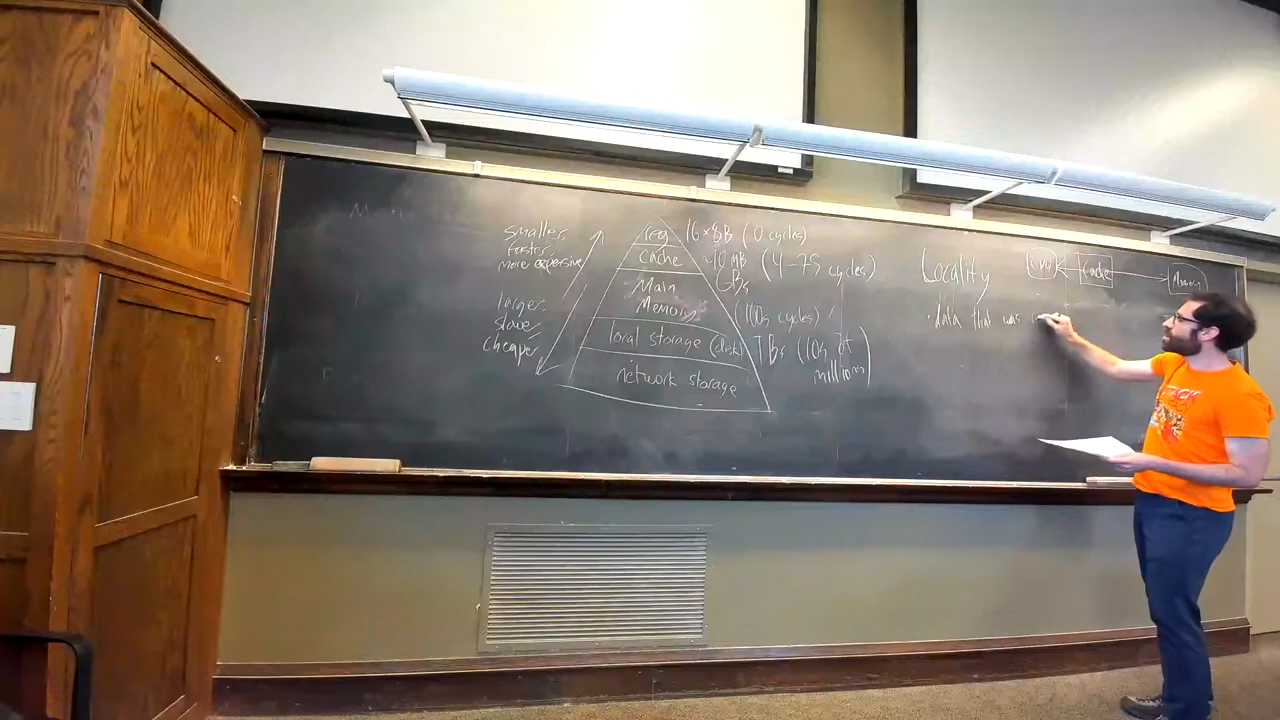 smaller,
faster,
more expensive
larger,
slower,
cheaper
reg 16 × 8B (0 cycles)
cache ~10 MB (4-75 cycles)
Main GBs
Memory (100s cycles)
local storage (disk) TBs (10s of
million)
network storage
Locality
CPU cache Memory
· data that was